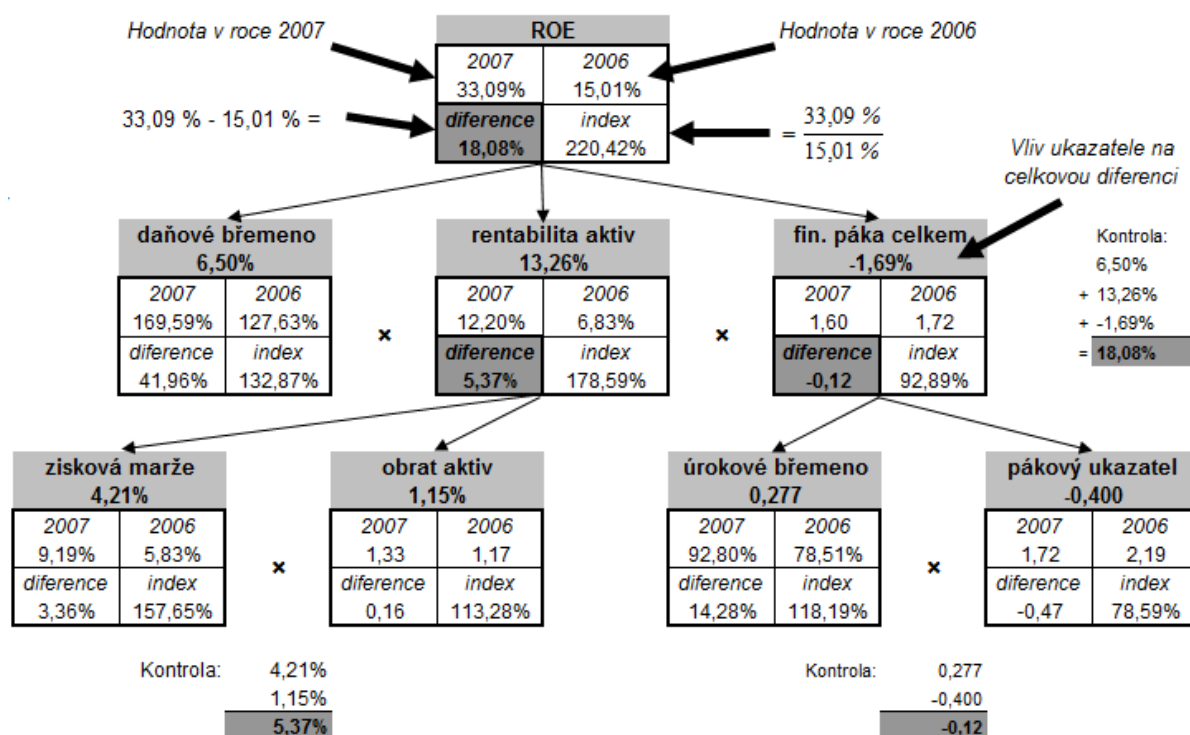 Hodnota v roce 2007
ROE
Hodnota v roce 2006
2007 2006
33,09% 15,01%
33,09 % - 15,01 % =
diference index
18,08% 220,42%
= 33,09 %
15,01 %
Vliv ukazatele na
celkovou diferenci
daňové břemeno
6,50%
2007 2006
169,59% 127,63%
diference index
41,96% 132,87%
×
rentabilita aktiv
13,26%
2007 2006
12,20% 6,83%
diference index
5,37% 178,59%
×
fin. páka celkem
-1,69%
2007 2006
1,60 1,72
diference index
-0,12 92,89%
Kontrola:
6,50%
+ 13,26%
+ -1,69%
= 18,08%
zisková marže
4,21%
2007 2006
9,19% 5,83%
diference index
3,36% 157,65%
×
obrat aktiv
1,15%
2007 2006
1,33 1,17
diference index
0,16 113,28%
úrokové břemeno
0,277
2007 2006
92,80% 78,51%
diference index
14,28% 118,19%
×
pákový ukazatel
-0,400
2007 2006
1,72 2,19
diference index
-0,47 78,59%
Kontrola: 4,21%
1,15%
5,37%
Kontrola: 0,277
-0,400
-0,12